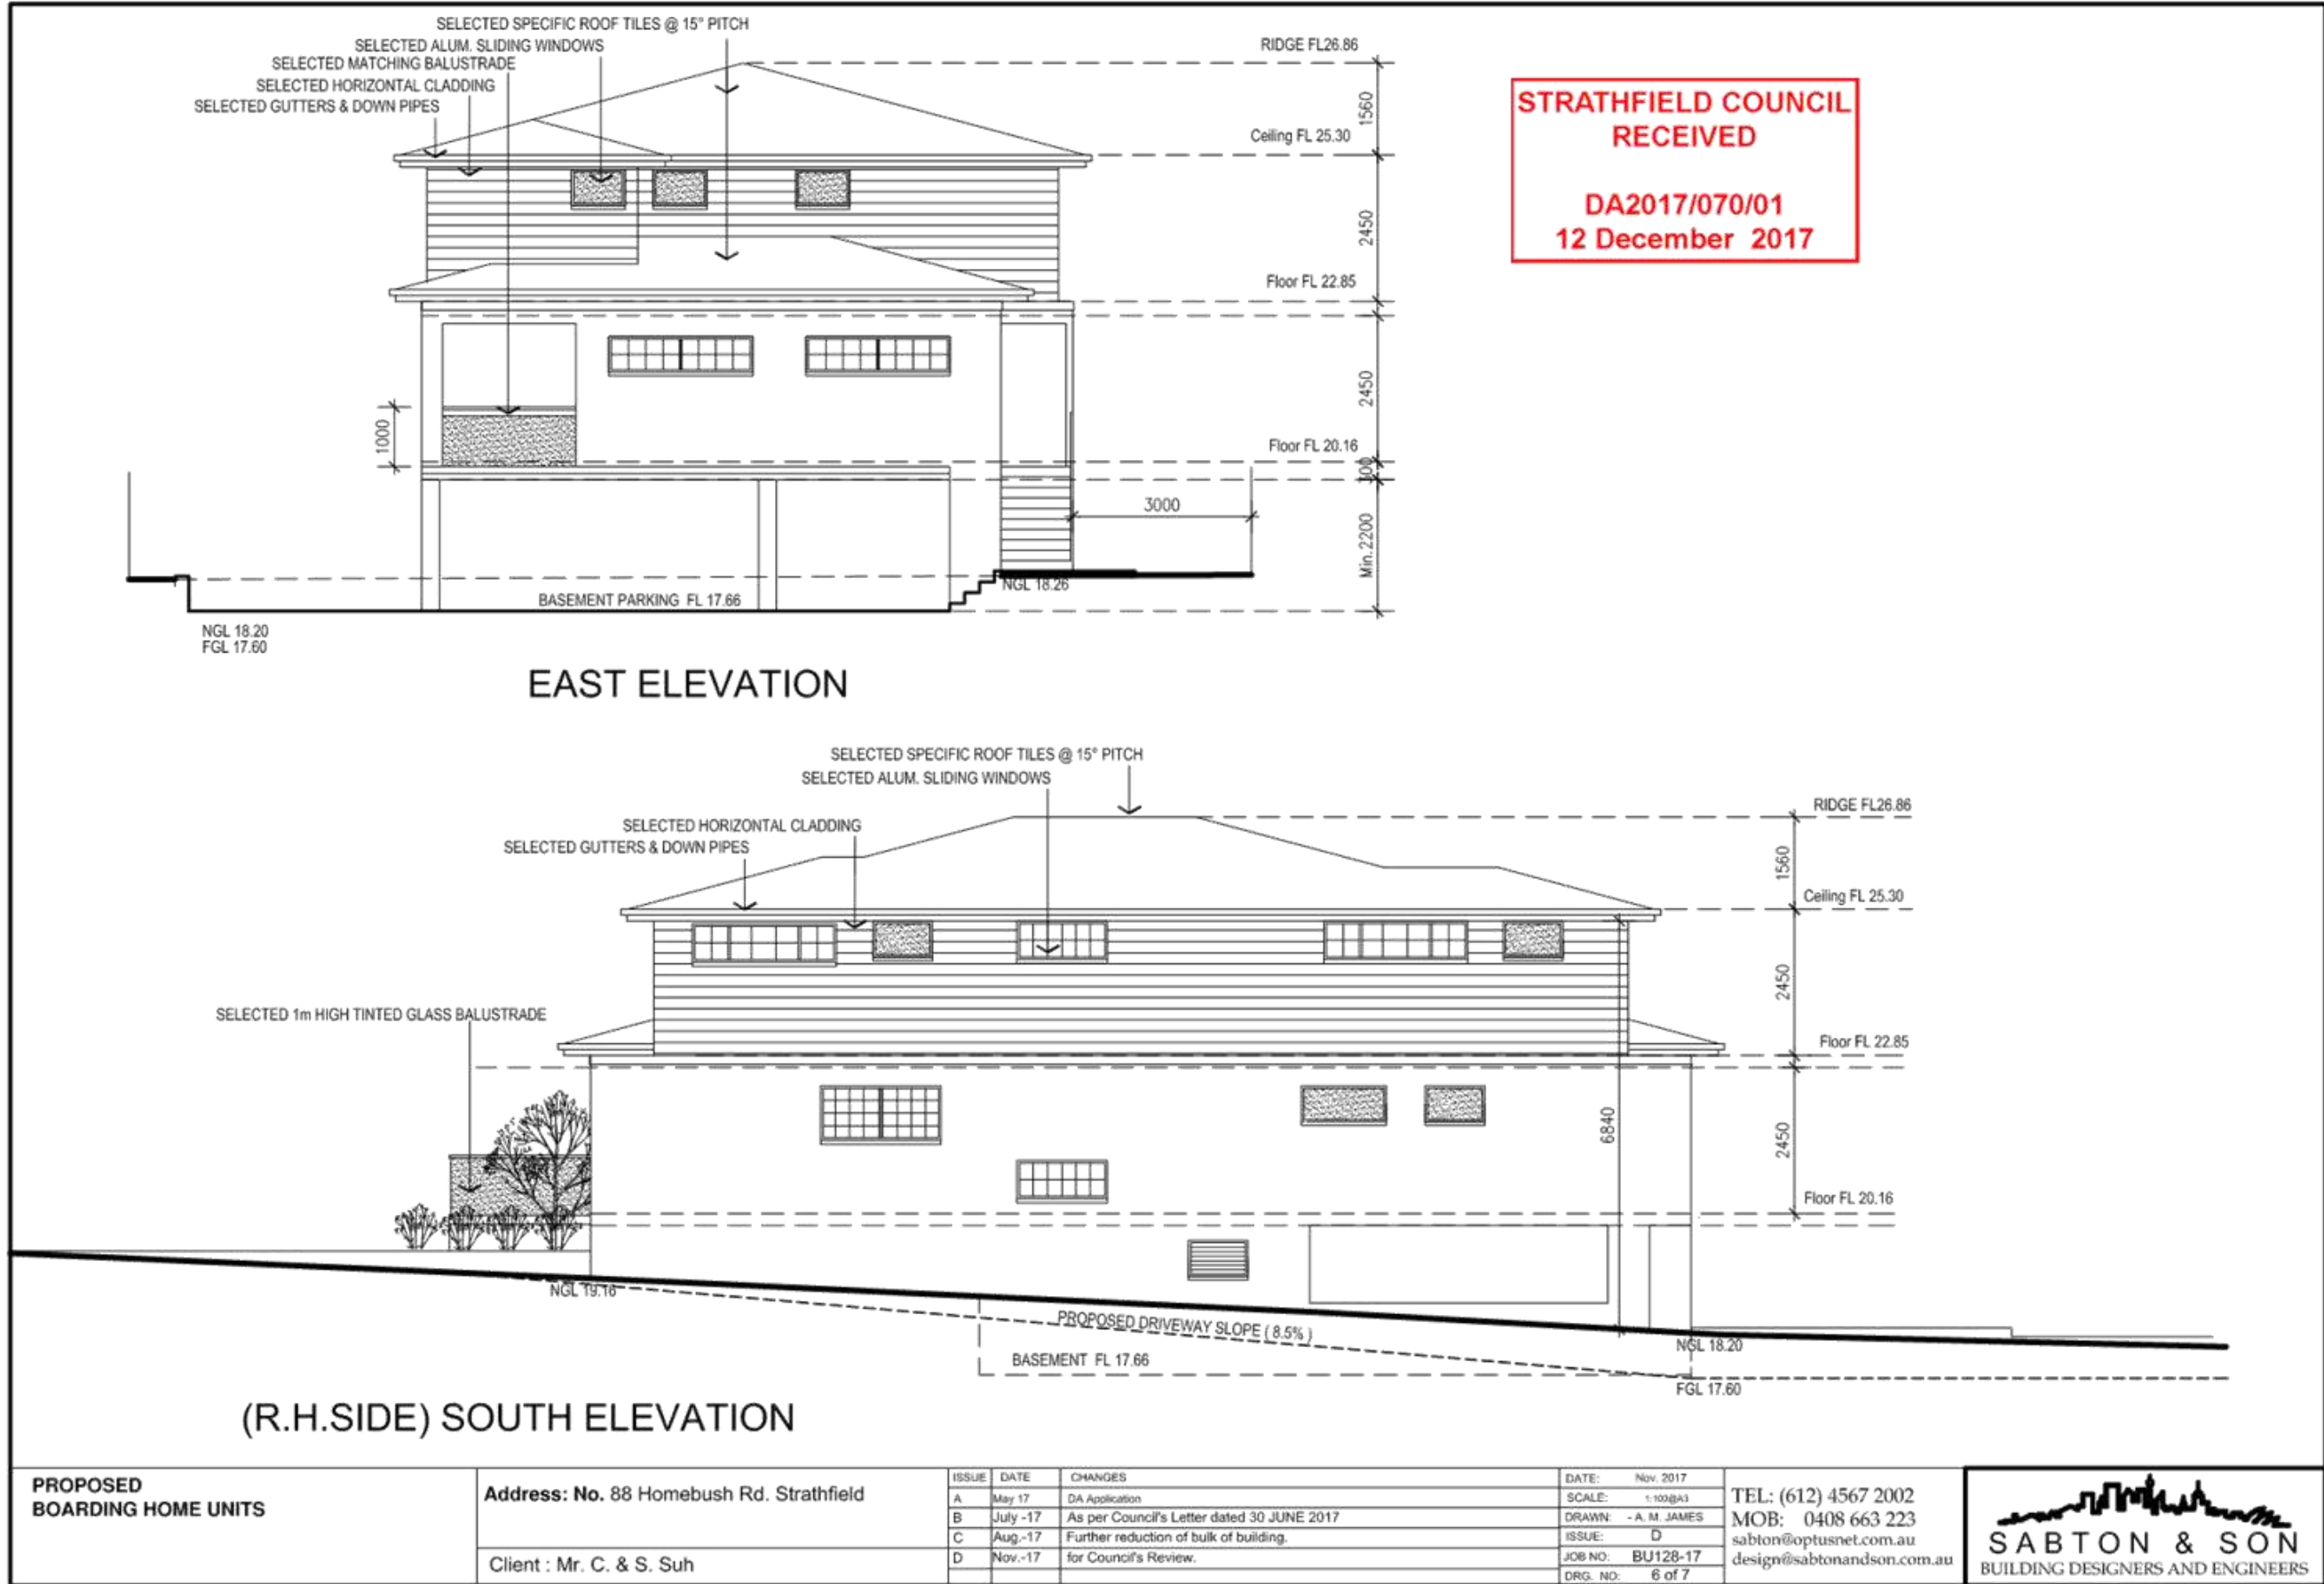 SELECTED SPECIFIC ROOF TILES @ 15° PITCH
SELECTED ALUM. SLIDING WINDOWS
SELECTED MATCHING BALUSTRADE
SELECTED HORIZONTAL CLADDING
SELECTED GUTTERS & DOWN PIPES
RIDGE FL26.86
1560
Ceiling FL 25.30
2450
Floor FL 22.85
2450
1000
Floor FL 20.16
300
3000
Min.2200
NGL 18.26
BASEMENT PARKING FL 17.66
NGL 18.20
FGL 17.60
EAST ELEVATION
STRATHFIELD COUNCIL
RECEIVED
DA2017/070/01
12 December 2017
SELECTED SPECIFIC ROOF TILES @ 15° PITCH
SELECTED ALUM. SLIDING WINDOWS
SELECTED HORIZONTAL CLADDING
SELECTED GUTTERS & DOWN PIPES
RIDGE FL26.86
1560
Ceiling FL 25.30
2450
SELECTED 1m HIGH TINTED GLASS BALUSTRADE
Floor FL 22.85
6840
2450
Floor FL 20.16
NGL 19.16
PROPOSED DRIVEWAY SLOPE ( 8.5% )
BASEMENT FL 17.66
NGL 18.20
FGL 17.60
(R.H.SIDE) SOUTH ELEVATION
PROPOSED
BOARDING HOME UNITS
Address: No. 88 Homebush Rd. Strathfield
Client : Mr. C. & S. Suh
ISSUE DATE CHANGES
A May 17 DA Application
B July -17 As per Council's Letter dated 30 JUNE 2017
C Aug.-17 Further reduction of bulk of building.
D Nov.-17 for Council's Review.
DATE: Nov. 2017
SCALE: 1:100@A3
DRAWN: - A. M. JAMES
ISSUE: D
JOB NO: BU128-17
DRG. NO: 6 of 7
TEL: (612) 4567 2002
MOB: 0408 663 223
sabton@optusnet.com.au
design@sabtonandson.com.au
SABTON & SON
BUILDING DESIGNERS AND ENGINEERS